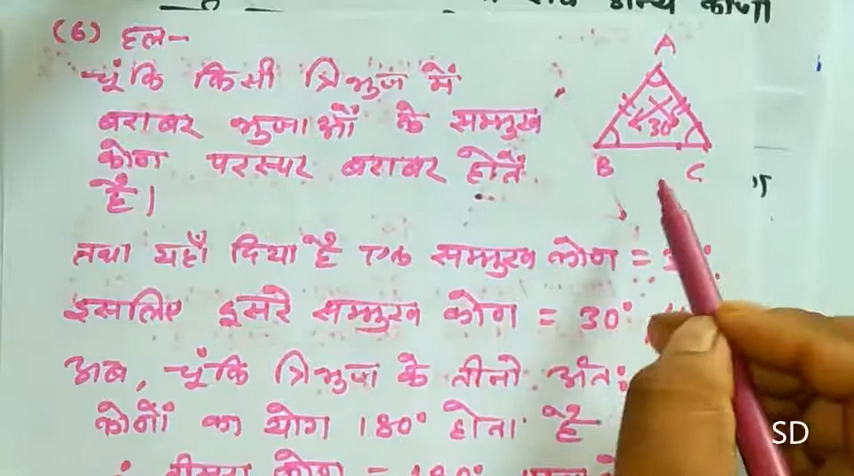 (6) हल-
चूंकि किसी त्रिभुज में
बराबर भुजाओं के सम्मुख
कोण परस्पर बराबर होतें
हैं।
A
30°
B C
तथा यहाँ दिया है एक सम्मुख कोण =
इसलिए दूसरे सम्मुख कोण = 30°
अब, चूंकि त्रिभुज के तीनो अंत:
कोनों का योग 180° होता है
कोण = 180°
SD